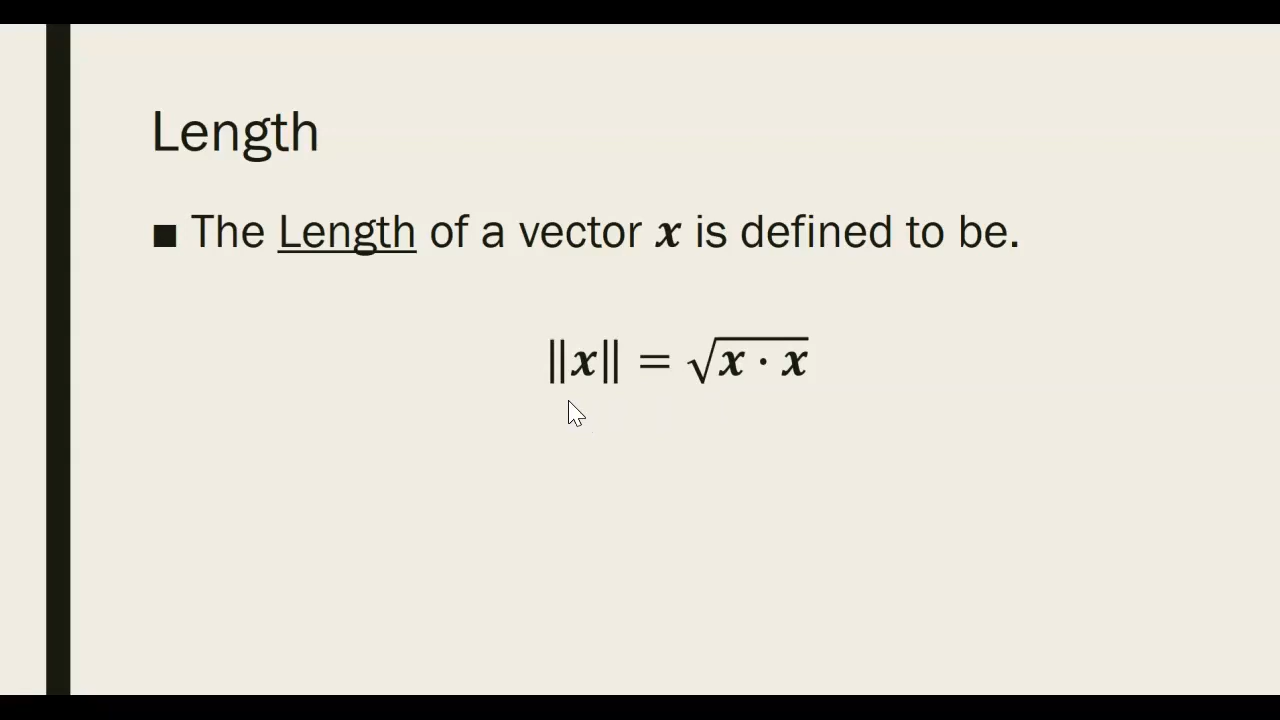 Length
■ The Length of a vector x is defined to be.
‖x‖ = √x · x